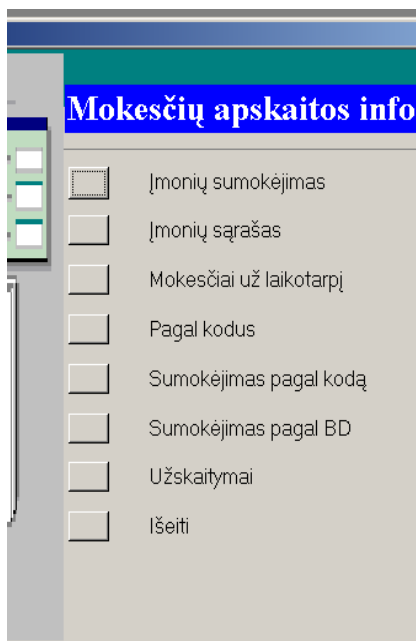 Mokesčių apskaitos info
Įmonių sumokėjimas
Įmonių sąrašas
Mokesčiai už laikotarpį
Pagal kodus
Sumokėjimas pagal kodą
Sumokėjimas pagal BD
Užskaitymai
Išeiti